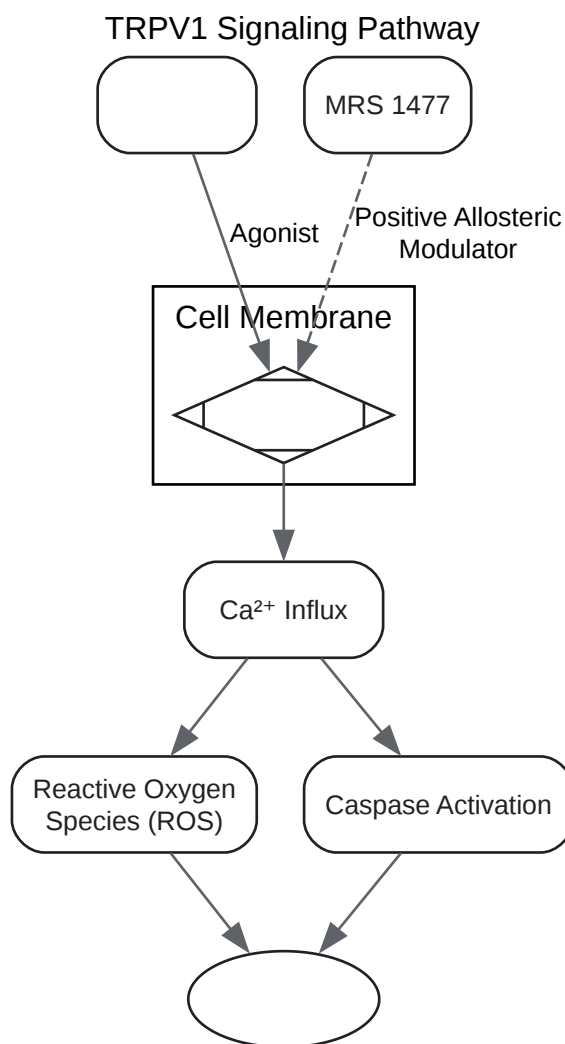 TRPV1 Signaling Pathway
MRS 1477
Agonist
Positive Allosteric
Modulator
Cell Membrane
Ca²⁺ Influx
Reactive Oxygen
Species (ROS)
Caspase Activation